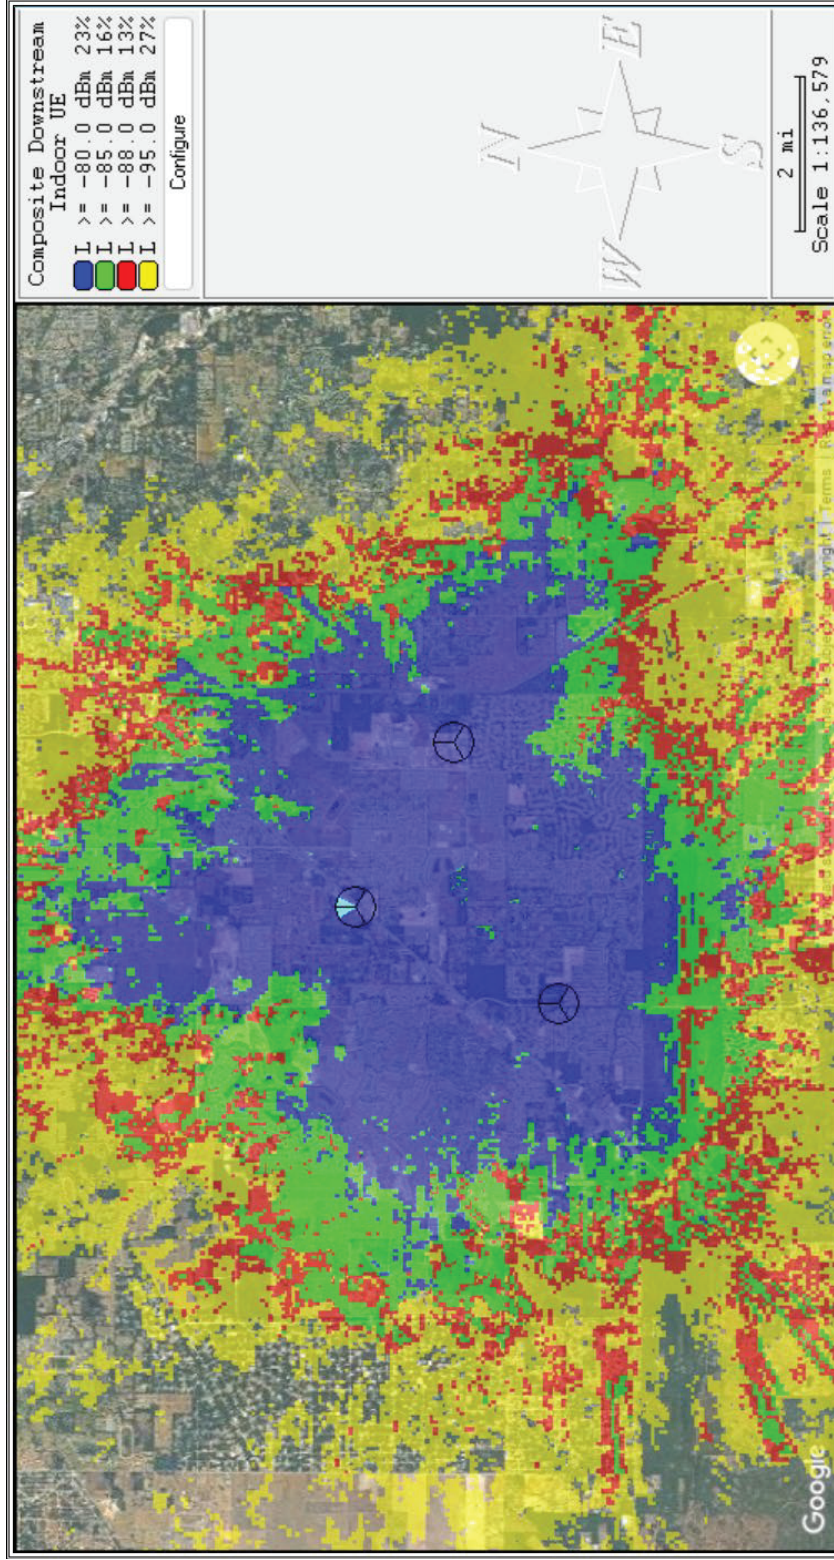 Composite Downstream
Indoor UE
L >= -80.0 dBm 23%
L >= -85.0 dBm 16%
L >= -88.0 dBm 13%
L >= -95.0 dBm 27%
Configure
N
W
E
S
2 mi
Scale 1:136,579
Google